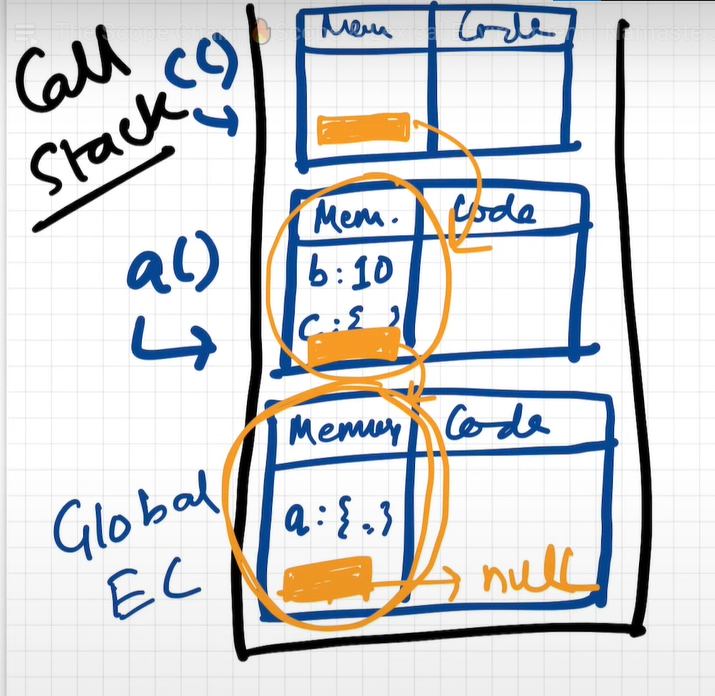 Call
Stack
c()
Mem
Code
a()
Mem.
Code
b:10
c:{ }
Global
EC
Memory
Code
a:{.}
null